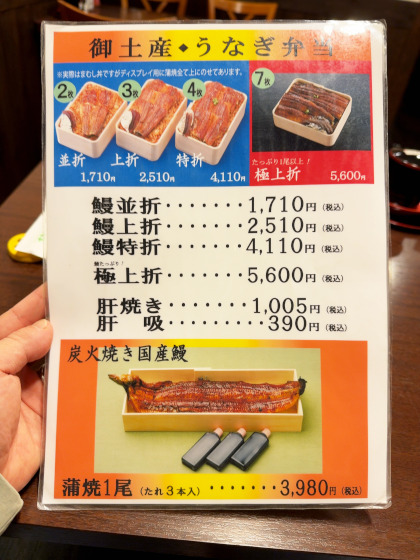 御土産◆うなぎ弁当
※実際はまむし丼ですがディスプレイ用に蒲焼全て上にのせてあります。
2枚 3枚 4枚 7枚
並折 上折 特折
1,710円 2,510円 4,110円
たっぷり1尾以上!
極上折 5,600円
鰻並折・・・・・・・1,710円(税込)
鰻上折・・・・・・・2,510円(税込)
鰻特折・・・・・・・4,110円(税込)
鰻たっぷり!
極上折・・・・・・・5,600円(税込)
肝焼き・・・・・・・・1,005円(税込)
肝 吸・・・・・・・・・390円(税込)
炭火焼き国産鰻
蒲焼1尾(たれ3本入)・・・・・・・3,980円(税込)